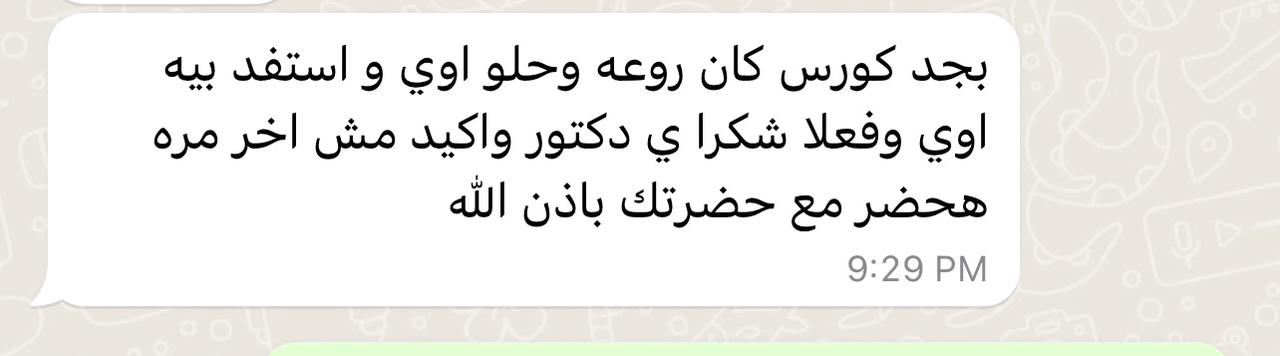 بجد كورس كان روعه وحلو اوي و استفد بيه
اوي وفعلا شكرا ي دكتور واكيد مش اخر مره
هحضر مع حضرتك باذن الله
9:29 PM